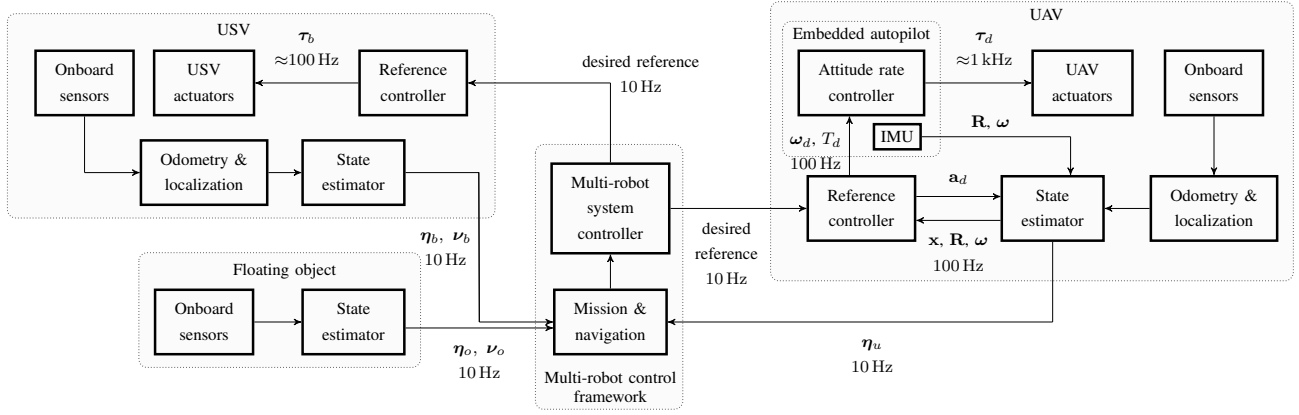 USV
Onboard
sensors
USV
actuators
τ_b
≈100 Hz
Reference
controller
Odometry &
localization
State
estimator
η_b, ν_b
10 Hz
Floating object
Onboard
sensors
State
estimator
η_o, ν_o
10 Hz
desired reference
10 Hz
Multi-robot
system
controller
Mission &
navigation
Multi-robot control
framework
desired
reference
10 Hz
UAV
Embedded autopilot
Attitude rate
controller
IMU
τ_d
≈1 kHz
UAV
actuators
Onboard
sensors
R, ω
ω_d, T_d
100 Hz
Reference
controller
a_d
State
estimator
Odometry &
localization
x, R, ω
100 Hz
η_u
10 Hz